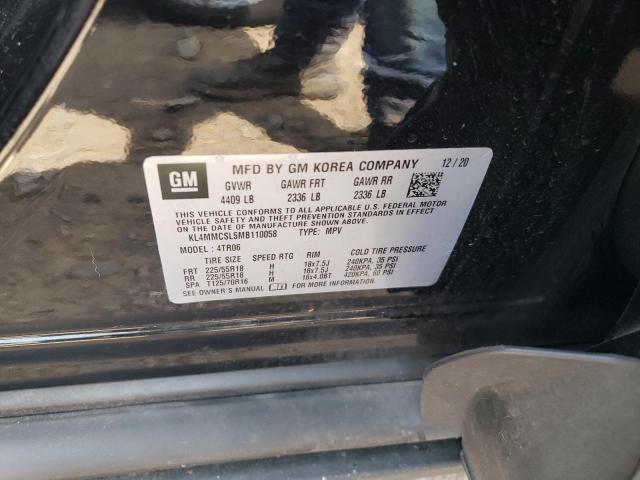 GM MFD BY GM KOREA COMPANY 12/20
GVWR GAWR FRT GAWR RR
4409 LB 2336 LB 2336 LB
THIS VEHICLE CONFORMS TO ALL APPLICABLE U.S. FEDERAL MOTOR
VEHICLE SAFETY, BUMPER, AND THEFT PREVENTION STANDARDS IN EFFECT
ON THE DATE OF MANUFACTURE SHOWN ABOVE.
KL4MMCSL5MB110058 TYPE: MPV
MODEL: 4TR06
TIRE SIZE SPEED RTG RIM COLD TIRE PRESSURE
FRT 225/55R18 H 18x7.5J 240KPA, 35 PSI
RR 225/55R18 H 18x7.5J 240KPA, 35 PSI
SPA T125/70R16 M 16x4.0BT 420KPA, 60 PSI
SEE OWNER'S MANUAL FOR MORE INFORMATION.